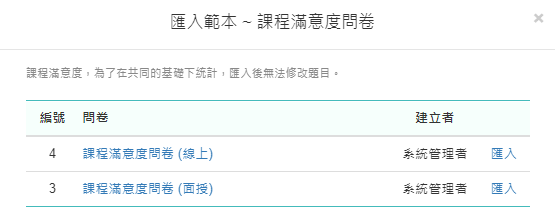 匯入範本 ~ 課程滿意度問卷
×
課程滿意度，為了在共同的基礎下統計，匯入後無法修改題目。
編號 問卷 建立者
4 課程滿意度問卷 (線上) 系統管理者 匯入
3 課程滿意度問卷 (面授) 系統管理者 匯入